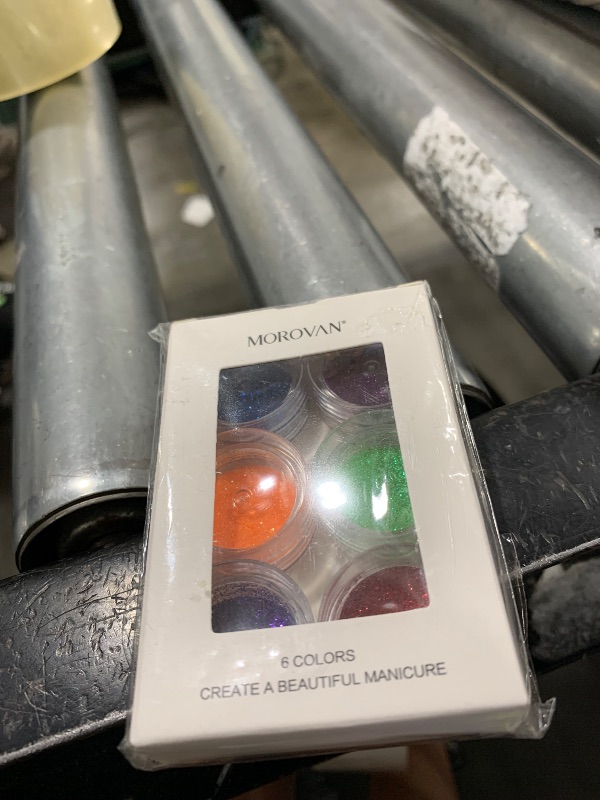 MOROVAN®
6 COLORS
CREATE A BEAUTIFUL MANICURE